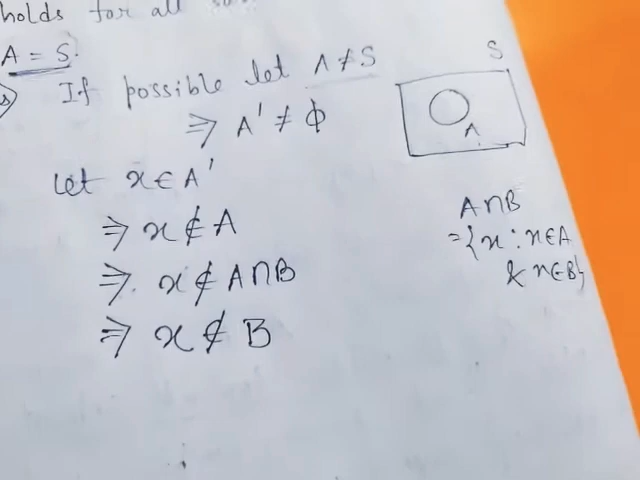 holds for all
A = S.
If possible let A ≠ S
⇒ A' ≠ ϕ
let x ∈ A'
⇒ x ∉ A
⇒. x ∉ A∩B
⇒ x ∉ B
S
A
A∩B
= {x : x∈A
& x∈B}